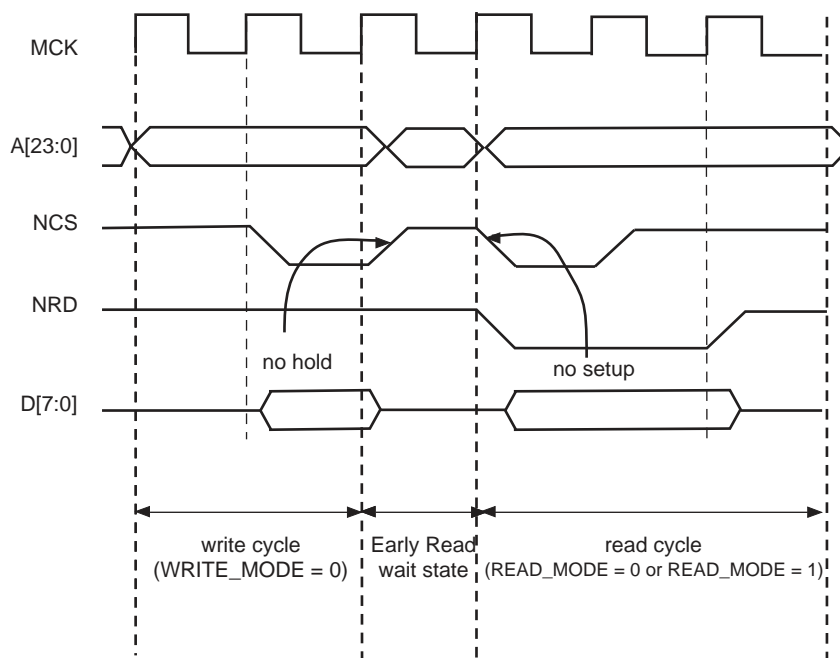 MCK
A[23:0]
NCS
NRD
no hold
no setup
D[7:0]
write cycle
(WRITE_MODE = 0)
Early Read
wait state
read cycle
(READ_MODE = 0 or READ_MODE = 1)